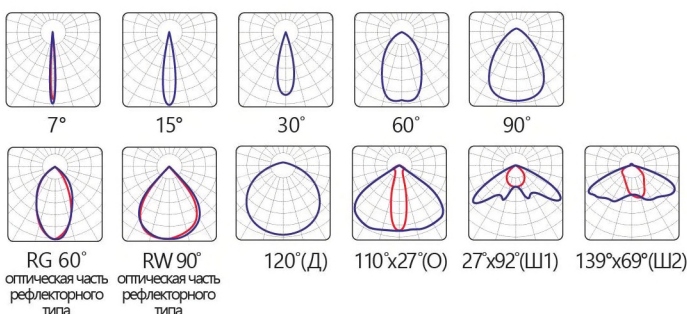 7°
15°
30°
60°
90°
RG 60°
оптическая часть
рефлекторного
типа
RW 90°
оптическая часть
рефлекторного
типа
120°(Д)
110°x27°(О)
27°x92°(Ш1)
139°x69°(Ш2)